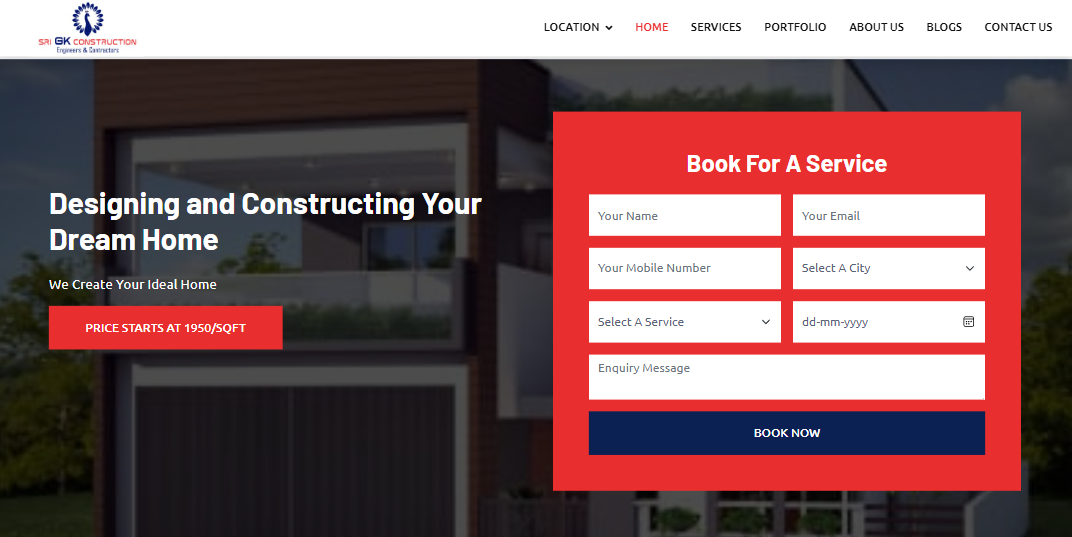 SRI GK CONSTRUCTION
Engineers & Contractors
LOCATION HOME SERVICES PORTFOLIO ABOUT US BLOGS CONTACT US
Designing and Constructing Your
Dream Home
We Create Your Ideal Home
PRICE STARTS AT 1950/SQFT
Book For A Service
Your Name
Your Email
Your Mobile Number
Select A City
Select A Service
dd-mm-yyyy
Enquiry Message
BOOK NOW